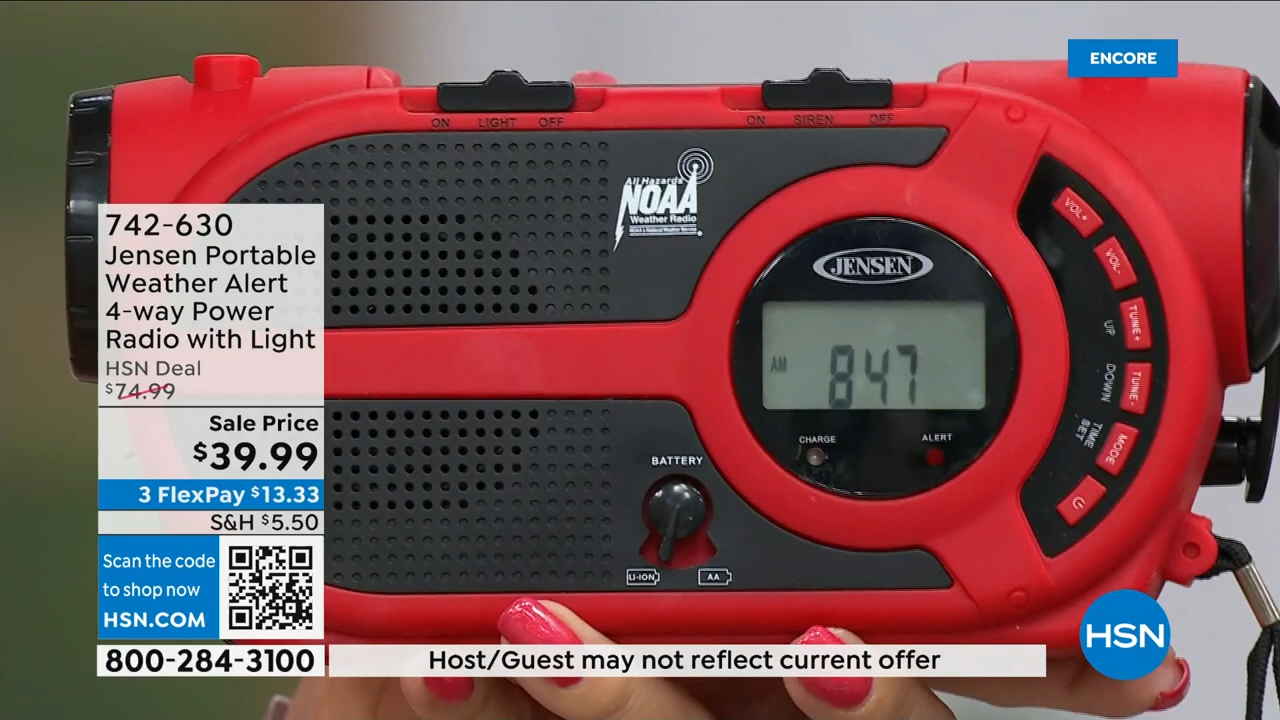 ENCORE
ON LIGHT OFF
ON SIREN OFF
All Hazards
NOAA
Weather Radio
VOL+
VOL-
TUNE+
UP
TUNE-
DOWN
MODE
TIME SET
JENSEN
AM 847
CHARGE
ALERT
BATTERY
LI-ION
AA
742-630
Jensen Portable
Weather Alert
4-way Power
Radio with Light
HSN Deal
$74.99
Sale Price
$39.99
3 FlexPay $13.33
S&H $5.50
Scan the code
to shop now
HSN.COM
800-284-3100
Host/Guest may not reflect current offer
HSN